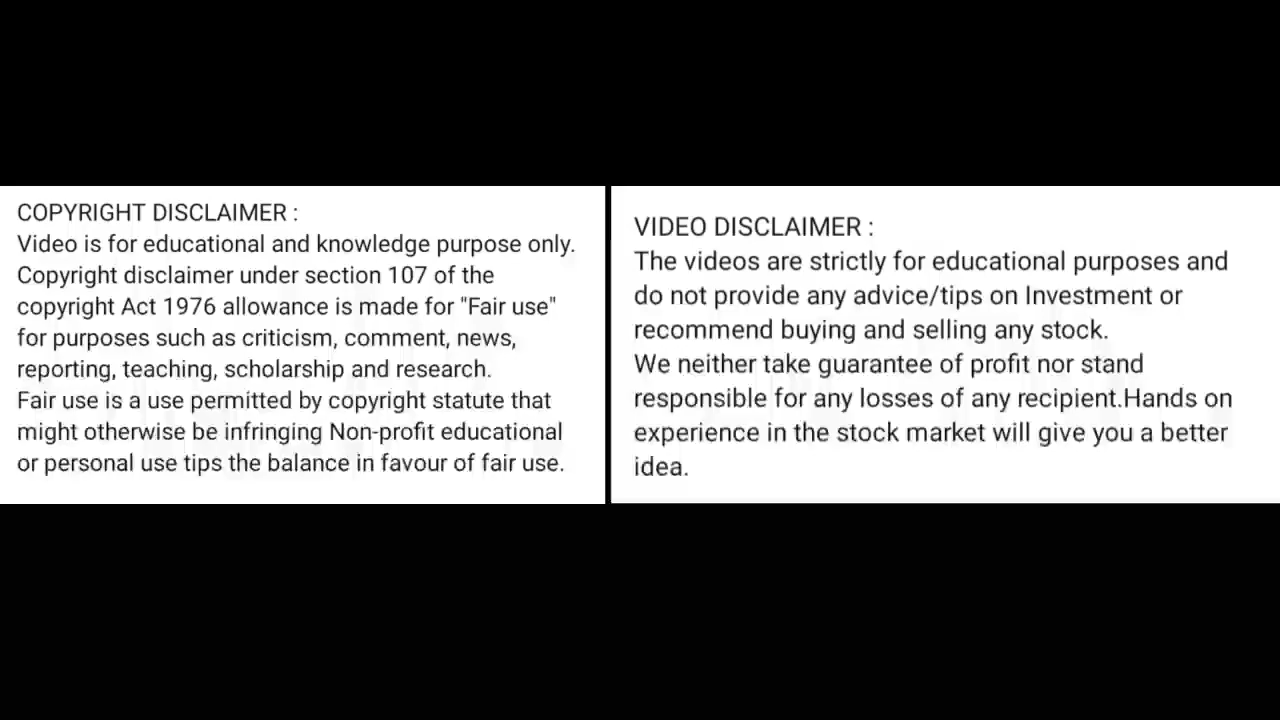 COPYRIGHT DISCLAIMER :
Video is for educational and knowledge purpose only.
Copyright disclaimer under section 107 of the
copyright Act 1976 allowance is made for "Fair use"
for purposes such as criticism, comment, news,
reporting, teaching, scholarship and research.
Fair use is a use permitted by copyright statute that
might otherwise be infringing Non-profit educational
or personal use tips the balance in favour of fair use.
VIDEO DISCLAIMER :
The videos are strictly for educational purposes and
do not provide any advice/tips on Investment or
recommend buying and selling any stock.
We neither take guarantee of profit nor stand
responsible for any losses of any recipient.Hands on
experience in the stock market will give you a better
idea.